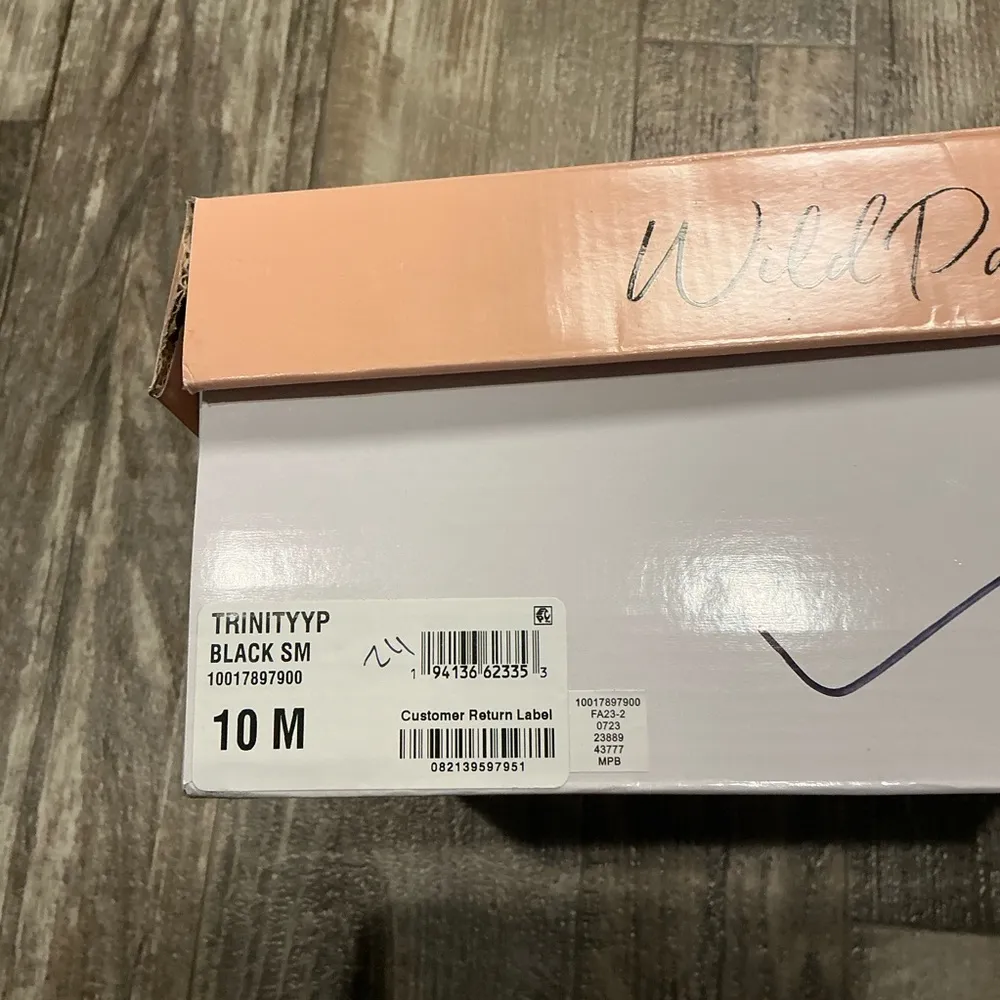 Wild Pa
TRINITYYP
BLACK SM
10017897900
10 M
24
1 94136 62335 3
Customer Return Label
082139597951
10017897900
FA23-2
0723
23889
43777
MPB